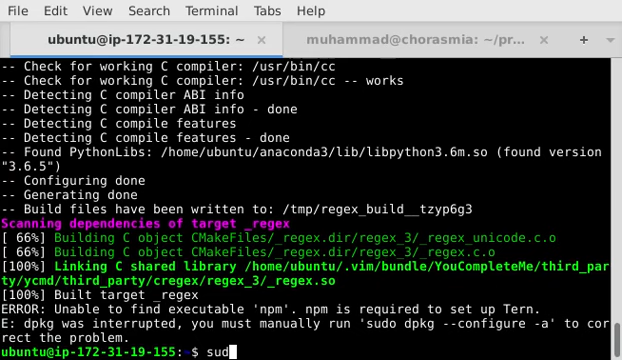 File Edit View Search Terminal Tabs Help
ubuntu@ip-172-31-19-155: ~ × muhammad@chorasmia: ~/pr... × +
-- Check for working C compiler: /usr/bin/cc
-- Check for working C compiler: /usr/bin/cc -- works
-- Detecting C compiler ABI info
-- Detecting C compiler ABI info - done
-- Detecting C compile features
-- Detecting C compile features - done
-- Found PythonLibs: /home/ubuntu/anaconda3/lib/libpython3.6m.so (found version
"3.6.5")
-- Configuring done
-- Generating done
-- Build files have been written to: /tmp/regex_build__tzyp6g3
Scanning dependencies of target _regex
[ 66%] Building C object CMakeFiles/_regex.dir/regex_3/_regex_unicode.c.o
[ 66%] Building C object CMakeFiles/_regex.dir/regex_3/_regex.c.o
[100%] Linking C shared library /home/ubuntu/.vim/bundle/YouCompleteMe/third_par
ty/ycmd/third_party/cregex/regex_3/_regex.so
[100%] Built target _regex
ERROR: Unable to find executable 'npm'. npm is required to set up Tern.
E: dpkg was interrupted, you must manually run 'sudo dpkg --configure -a' to cor
rect the problem.
ubuntu@ip-172-31-19-155:~$ sud